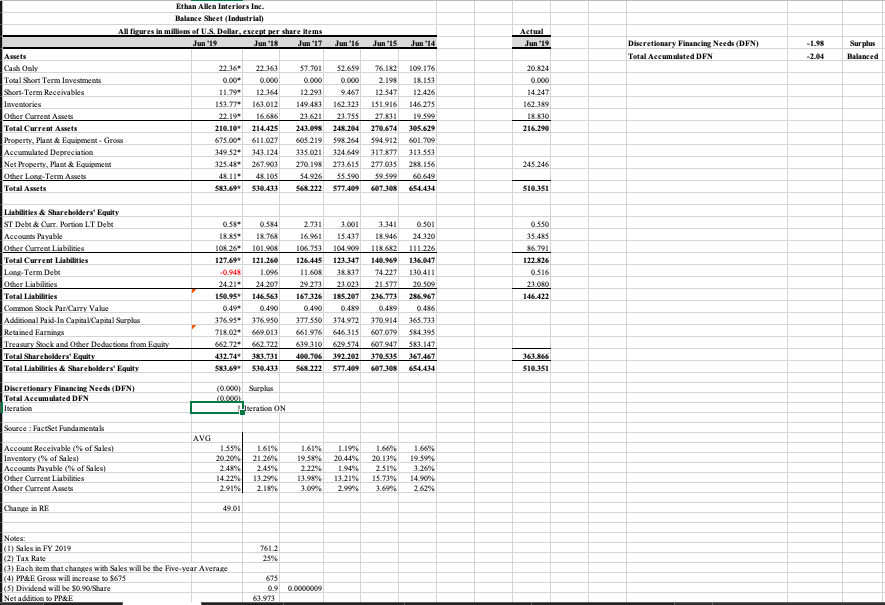 Ethan Allen Interiors Inc.
Balance Sheet (Industrial)
All figures in millions of U.S. Dollar, except per share items Actual
Jun '19 Jun '18 Jun '17 Jun '16 Jun '15 Jun '14 Jun '19 Discretionary Financing Needs (DFN) -1.98 Surplus
Assets Total Accumulated DFN -2.04 Balanced
Cash Only 22.36* 22.363 57.701 52.659 76.182 109.176 20.824
Total Short Term Investments 0.00* 0.000 0.000 0.000 2.198 18.153 0.000
Short-Term Receivables 11.79* 12.364 12.293 9.467 12.547 12.426 14.247
Inventories 153.77* 163.012 149.483 162.323 151.916 146.275 162.389
Other Current Assets 22.19* 16.686 23.621 23.755 27.831 19.599 18.830
Total Current Assets 210.10* 214.425 243.098 248.204 270.674 305.629 216.290
Property, Plant & Equipment - Gross 675.00* 611.027 605.219 598.264 594.912 601.709
Accumulated Depreciation 349.52* 343.124 335.021 324.649 317.877 313.553
Net Property, Plant & Equipment 325.48* 267.903 270.198 273.615 277.035 288.156 245.246
Other Long-Term Assets 48.11* 48.105 54.926 55.590 59.599 60.649
Total Assets 583.69* 530.433 568.222 577.409 607.308 654.434 510.351
Liabilities & Shareholders' Equity
ST Debt & Curr. Portion LT Debt 0.58* 0.584 2.731 3.001 3.341 0.501 0.550
Accounts Payable 18.85* 18.768 16.961 15.437 18.946 24.320 35.485
Other Current Liabilities 108.26* 101.908 106.753 104.909 118.682 111.226 86.791
Total Current Liabilities 127.69* 121.260 126.445 123.347 140.969 136.047 122.826
Long-Term Debt -0.948 1.096 11.608 38.837 74.227 130.411 0.516
Other Liabilities 24.21* 24.207 29.273 23.023 21.577 20.509 23.080
Total Liabilities 150.95* 146.563 167.326 185.207 236.773 286.967 146.422
Common Stock Par/Carry Value 0.49* 0.490 0.490 0.489 0.489 0.486
Additional Paid-In Capital/Capital Surplus 376.95* 376.950 377.550 374.972 370.914 365.733
Retained Earnings 718.02* 669.013 661.976 646.315 607.079 584.395
Treasury Stock and Other Deductions from Equity 662.72* 662.722 639.310 629.574 607.947 583.147
Total Shareholders' Equity 432.74* 383.731 400.706 392.202 370.535 367.467 363.866
Total Liabilities & Shareholders' Equity 583.69* 530.433 568.222 577.409 607.308 654.434 510.351
Discretionary Financing Needs (DFN) (0.000) Surplus
Total Accumulated DFN (0.000)
Iteration Iteration ON
Source : FactSet Fundamentals
AVG
Account Receivable (% of Sales) 1.55% 1.61% 1.61% 1.19% 1.66% 1.66%
Inventory (% of Sales) 20.20% 21.26% 19.58% 20.44% 20.13% 19.59%
Accounts Payable (% of Sales) 2.48% 2.45% 2.22% 1.94% 2.51% 3.26%
Other Current Liabilities 14.22% 13.29% 13.98% 13.21% 15.73% 14.90%
Other Current Assets 2.91% 2.18% 3.09% 2.99% 3.69% 2.62%
Change in RE 49.01
Notes:
(1) Sales in FY 2019 761.2
(2) Tax Rate 25%
(3) Each item that changes with Sales will be the Five-year Average
(4) PP&E Gross will increase to $675 675
(5) Dividend will be $0.90/Share 0.9 0.0000009
Net addition to PP&E 63.973